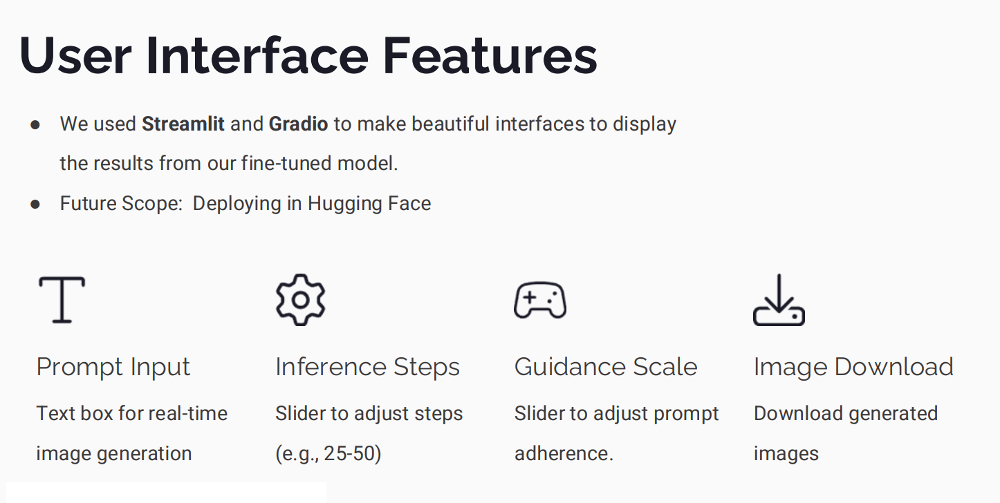 User Interface Features
● We used Streamlit and Gradio to make beautiful interfaces to display
the results from our fine-tuned model.
● Future Scope:  Deploying in Hugging Face
Prompt Input
Text box for real-time
image generation
Inference Steps
Slider to adjust steps
(e.g., 25-50)
Guidance Scale
Slider to adjust prompt
adherence.
Image Download
Download generated
images